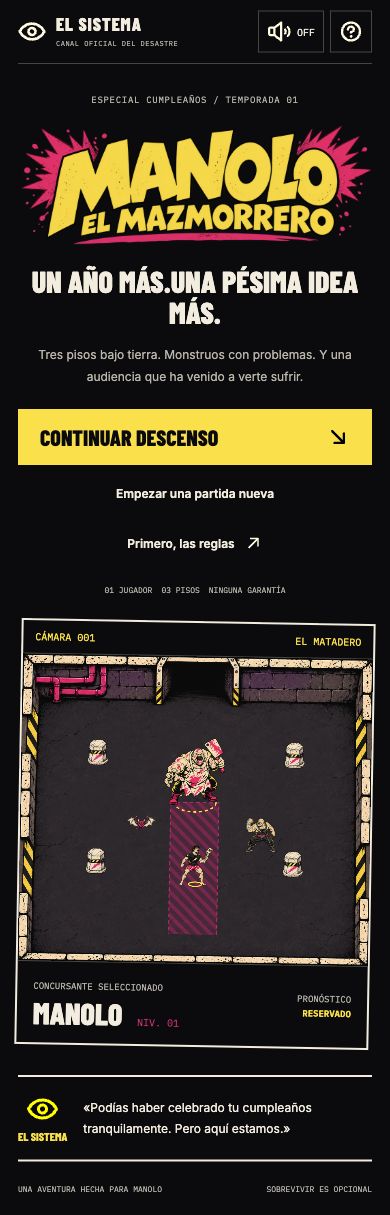 EL SISTEMA
CANAL OFICIAL DEL DESASTRE
OFF
ESPECIAL CUMPLEAÑOS / TEMPORADA 01
MANOLO
EL MAZMORRERO
UN AÑO MÁS.UNA PÉSIMA IDEA
MÁS.
Tres pisos bajo tierra. Monstruos con problemas. Y una
audiencia que ha venido a verte sufrir.
CONTINUAR DESCENSO
Empezar una partida nueva
Primero, las reglas
01 JUGADOR 03 PISOS NINGUNA GARANTÍA
CÁMARA 001
EL MATADERO
CONCURSANTE SELECCIONADO
MANOLO NIV. 01
PRONÓSTICO
RESERVADO
EL SISTEMA
«Podías haber celebrado tu cumpleaños
tranquilamente. Pero aquí estamos.»
UNA AVENTURA HECHA PARA MANOLO
SOBREVIVIR ES OPCIONAL